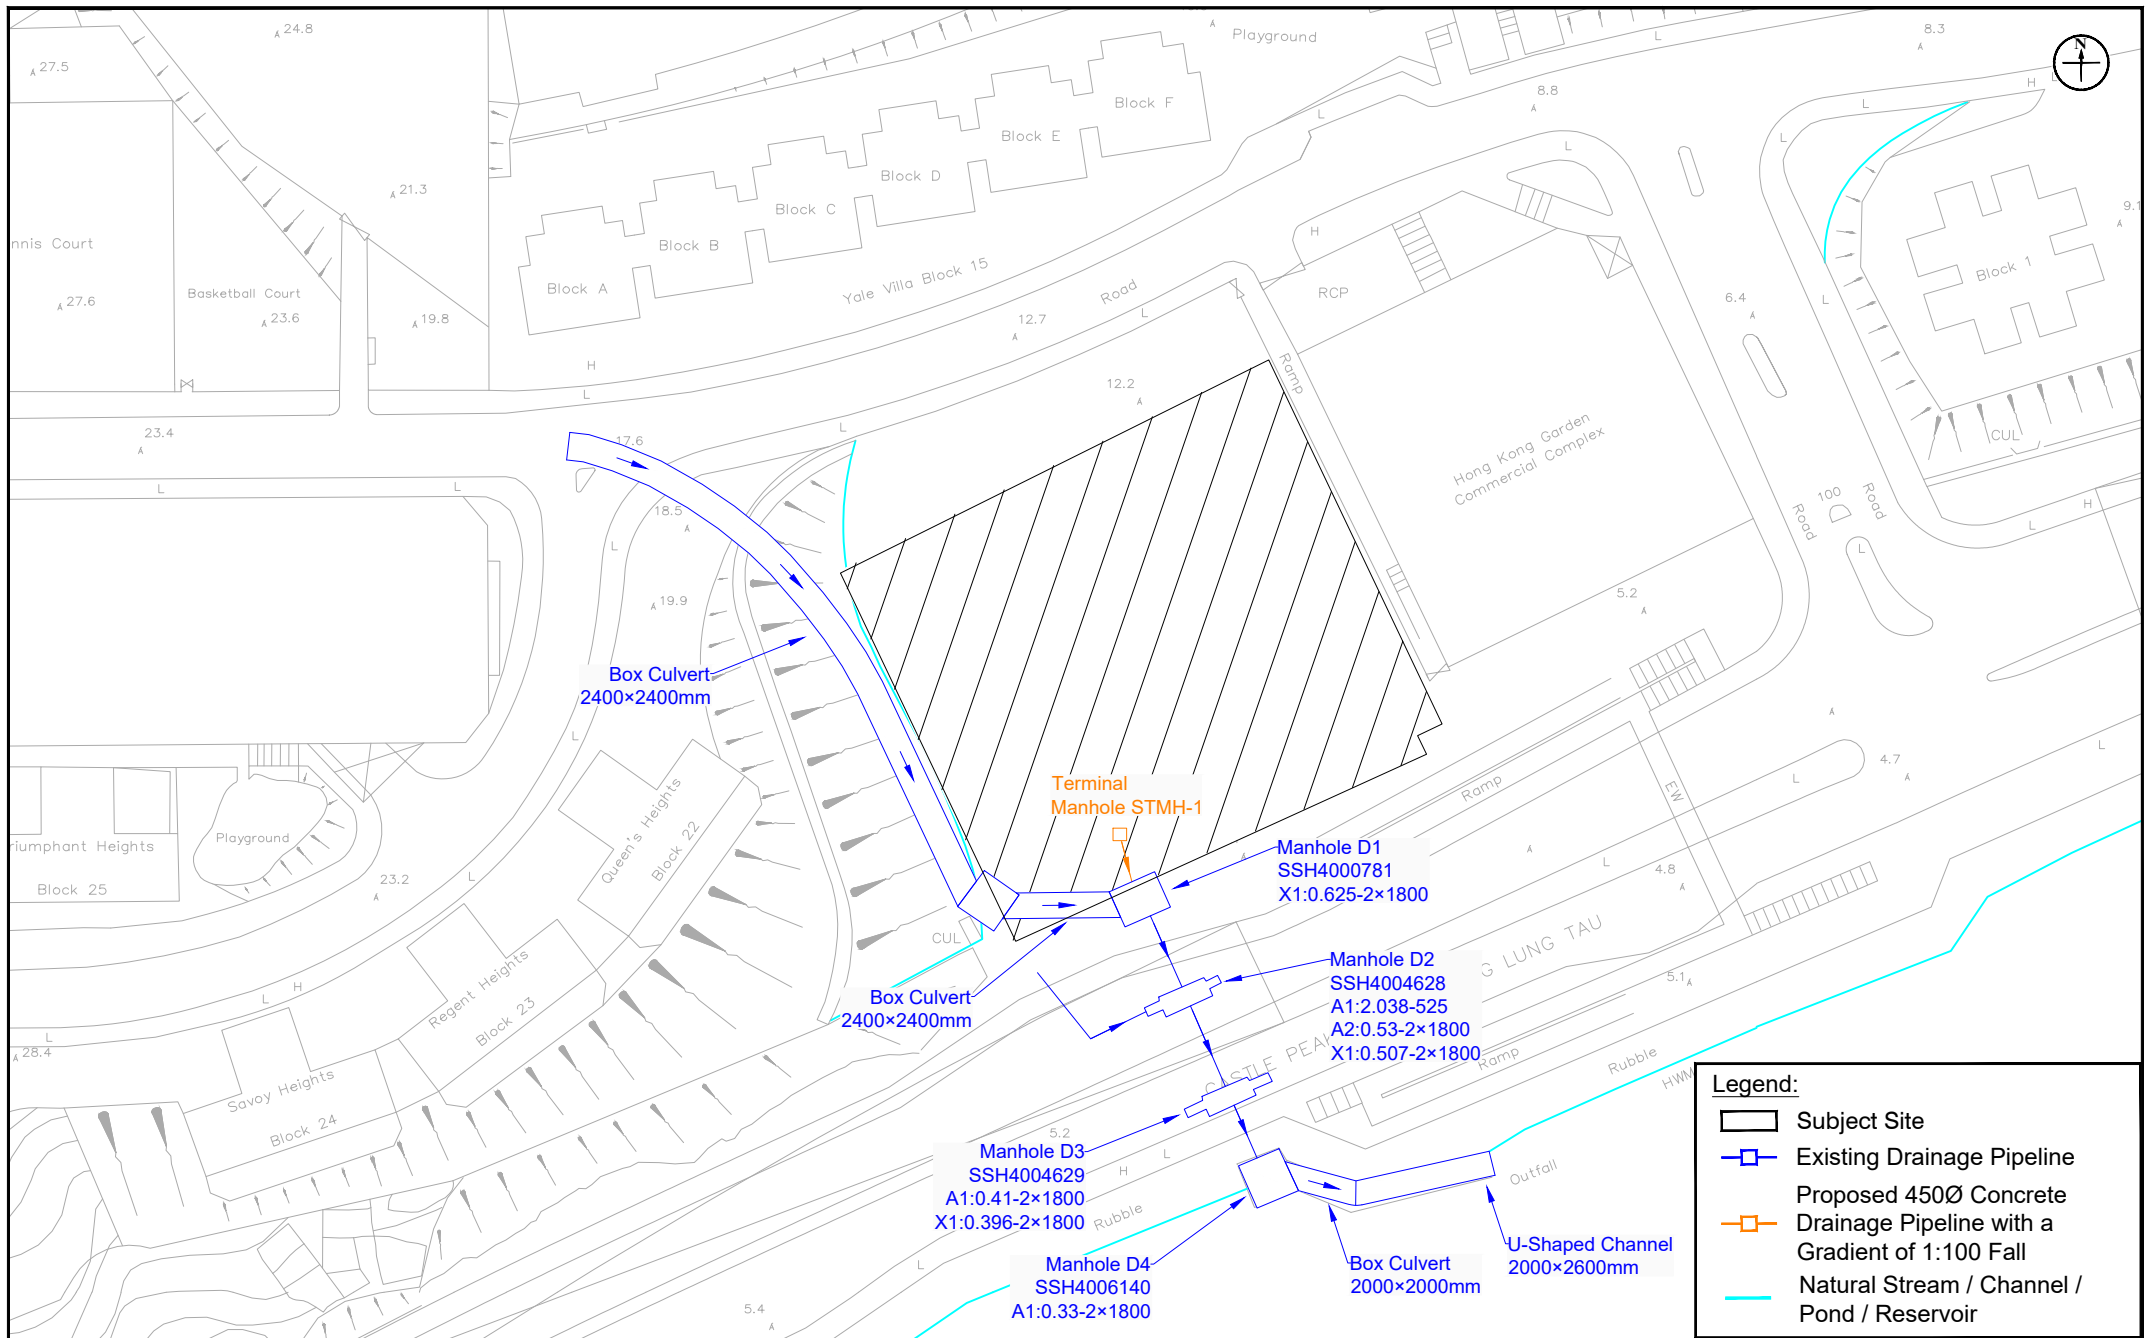 24.8
27.5
Playground
8.3
N
L
H
L
8.8
Block F
Block E
Block D
Block C
Block B
Block A
21.3
nnis Court
27.6
Basketball Court
23.6
19.8
Yale Villa Block 15
Road
12.7
L
H
L
RCP
Ramp
6.4
Block 1
9.1
12.2
Hong Kong Garden
Commercial Complex
CUL
23.4
17.6
L
18.5
19.9
Road
100
Road
5.2
Box Culvert
2400×2400mm
Queen's Heights
Block 22
Terminal
Manhole STMH-1
Ramp
EW
4.7
Playground
riumphant Heights
Block 25
23.2
Manhole D1
SSH4000781
X1:0.625-2×1800
4.8
CUL
Regent Heights
Block 23
Box Culvert
2400×2400mm
Manhole D2
SSH4004628
A1:2.038-525
A2:0.53-2×1800
X1:0.507-2×1800
G LUNG TAU
CASTLE PEAK
5.1
28.4
Savoy Heights
Block 24
Ramp
Rubble
HWM
5.2
H
L
Manhole D3
SSH4004629
A1:0.41-2×1800
X1:0.396-2×1800
Rubble
Outfall
Manhole D4
SSH4006140
A1:0.33-2×1800
Box Culvert
2000×2000mm
U-Shaped Channel
2000×2600mm
5.4
Legend:
Subject Site
Existing Drainage Pipeline
Proposed 450Ø Concrete
Drainage Pipeline with a
Gradient of 1:100 Fall
Natural Stream / Channel /
Pond / Reservoir